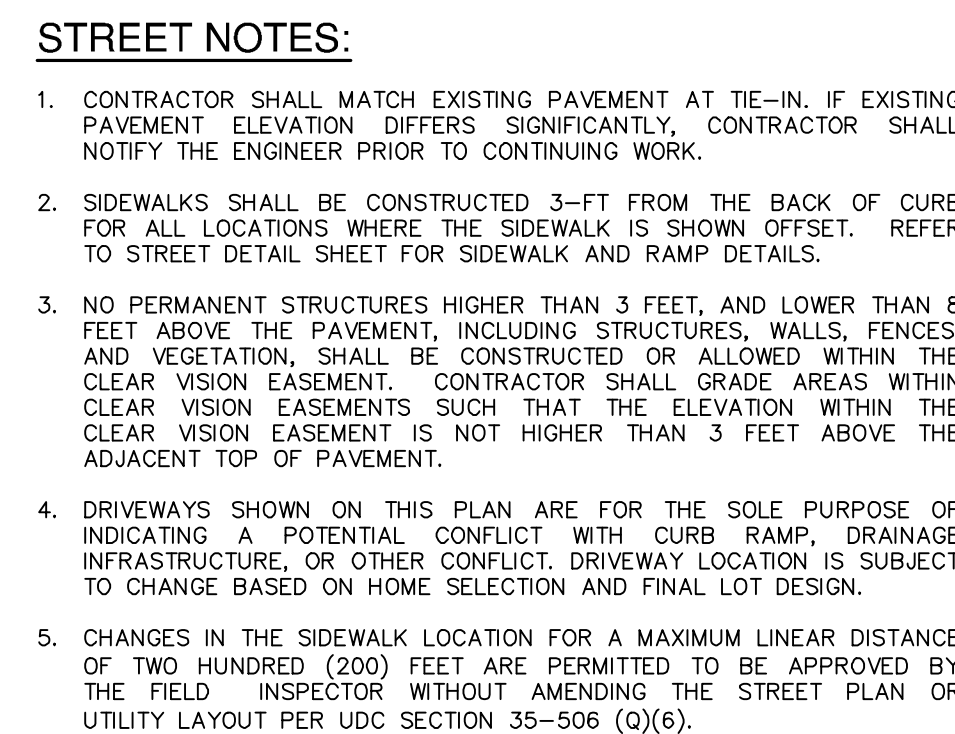 STREET NOTES:
1. CONTRACTOR SHALL MATCH EXISTING PAVEMENT AT TIE–IN. IF EXISTING
PAVEMENT ELEVATION DIFFERS SIGNIFICANTLY, CONTRACTOR SHALL
NOTIFY THE ENGINEER PRIOR TO CONTINUING WORK.
2. SIDEWALKS SHALL BE CONSTRUCTED 3–FT FROM THE BACK OF CURB
FOR ALL LOCATIONS WHERE THE SIDEWALK IS SHOWN OFFSET. REFER
TO STREET DETAIL SHEET FOR SIDEWALK AND RAMP DETAILS.
3. NO PERMANENT STRUCTURES HIGHER THAN 3 FEET, AND LOWER THAN 8
FEET ABOVE THE PAVEMENT, INCLUDING STRUCTURES, WALLS, FENCES,
AND VEGETATION, SHALL BE CONSTRUCTED OR ALLOWED WITHIN THE
CLEAR VISION EASEMENT. CONTRACTOR SHALL GRADE AREAS WITHIN
CLEAR VISION EASEMENTS SUCH THAT THE ELEVATION WITHIN THE
CLEAR VISION EASEMENT IS NOT HIGHER THAN 3 FEET ABOVE THE
ADJACENT TOP OF PAVEMENT.
4. DRIVEWAYS SHOWN ON THIS PLAN ARE FOR THE SOLE PURPOSE OF
INDICATING A POTENTIAL CONFLICT WITH CURB RAMP, DRAINAGE
INFRASTRUCTURE, OR OTHER CONFLICT. DRIVEWAY LOCATION IS SUBJECT
TO CHANGE BASED ON HOME SELECTION AND FINAL LOT DESIGN.
5. CHANGES IN THE SIDEWALK LOCATION FOR A MAXIMUM LINEAR DISTANCE
OF TWO HUNDRED (200) FEET ARE PERMITTED TO BE APPROVED BY
THE FIELD INSPECTOR WITHOUT AMENDING THE STREET PLAN OR
UTILITY LAYOUT PER UDC SECTION 35–506 (Q)(6).